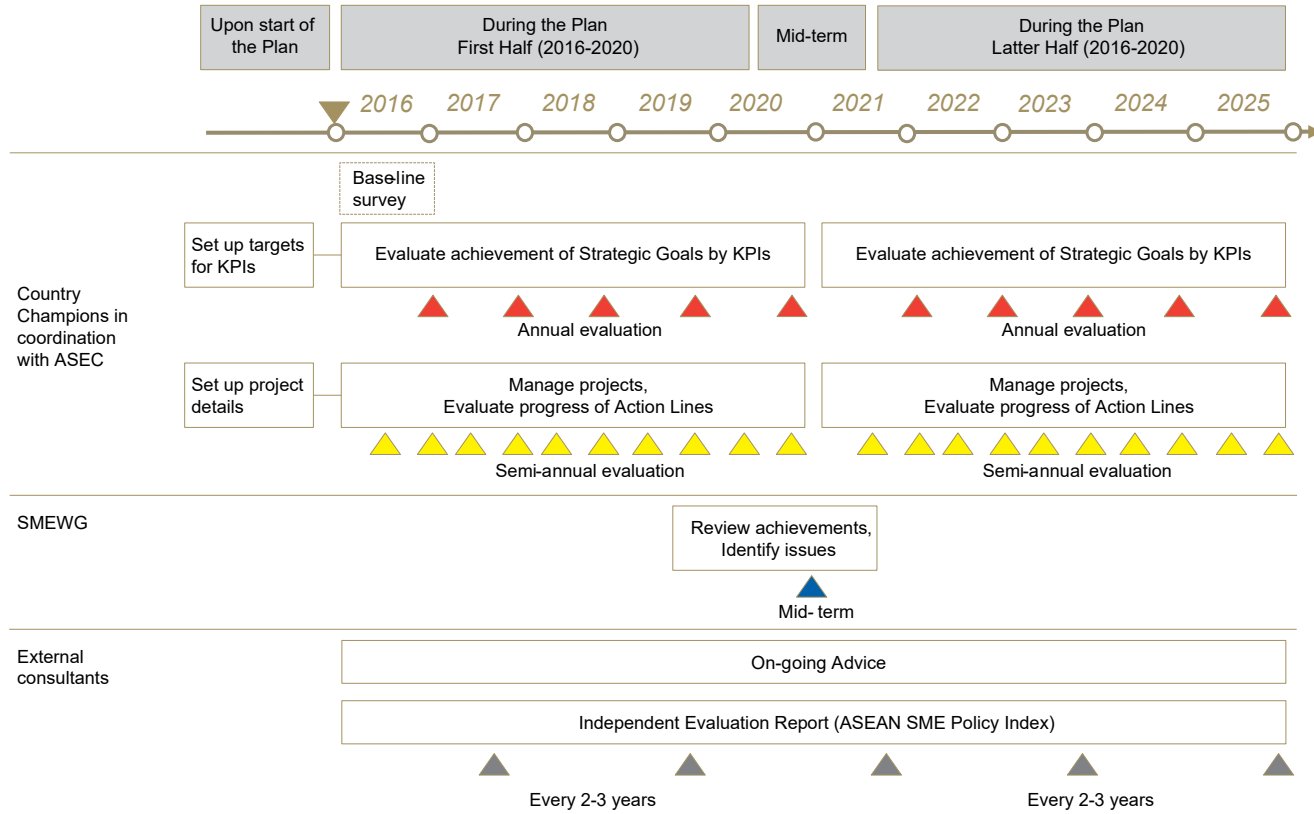 Upon start of
the Plan
During the Plan
First Half (2016-2020)
Mid-term
During the Plan
Latter Half (2016-2020)
2016
2017
2018
2019
2020
2021
2022
2023
2024
2025
Country
Champions in
coordination
with ASEC
Base-line
survey
Set up targets
for KPIs
Evaluate achievement of Strategic Goals by KPIs
Evaluate achievement of Strategic Goals by KPIs
Annual evaluation
Annual evaluation
Set up project
details
Manage projects,
Evaluate progress of Action Lines
Manage projects,
Evaluate progress of Action Lines
Semi-annual evaluation
Semi-annual evaluation
SMEWG
Review achievements,
Identify issues
Mid- term
External
consultants
On-going Advice
Independent Evaluation Report (ASEAN SME Policy Index)
Every 2-3 years
Every 2-3 years